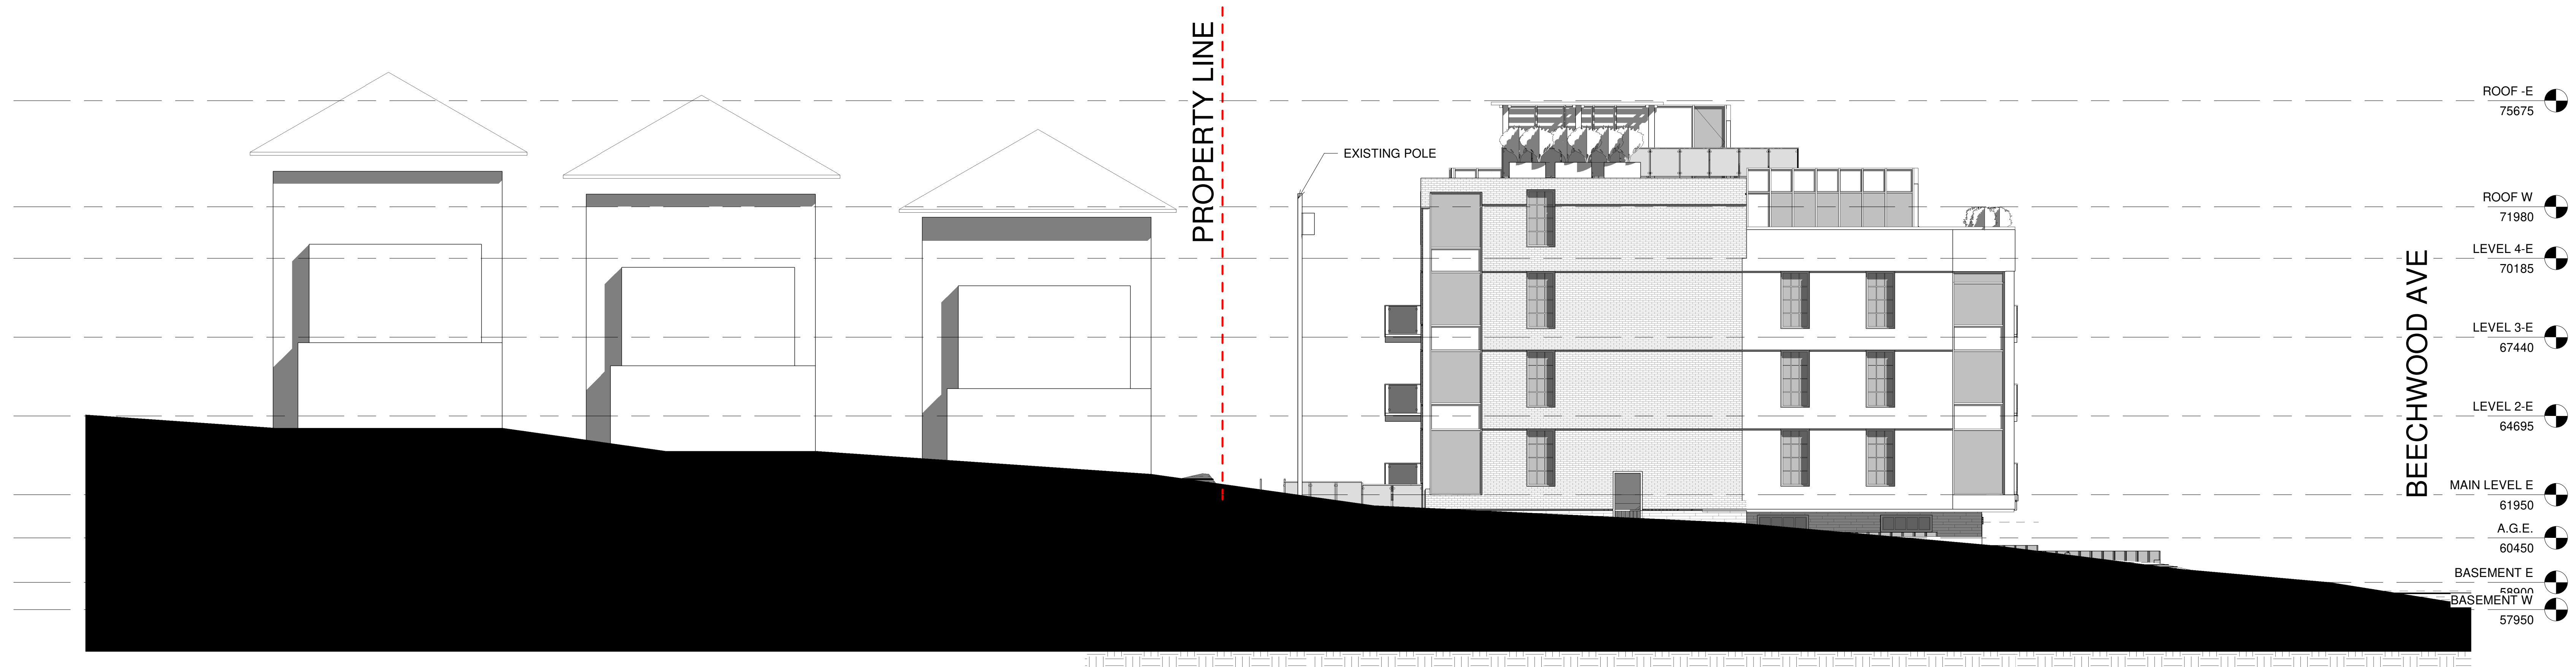 PROPERTY LINE
EXISTING POLE
BEECHWOOD AVE
ROOF -E
75675
ROOF W
71980
LEVEL 4-E
70185
LEVEL 3-E
67440
LEVEL 2-E
64695
MAIN LEVEL E
61950
A.G.E.
60450
BASEMENT E
58900
BASEMENT W
57950